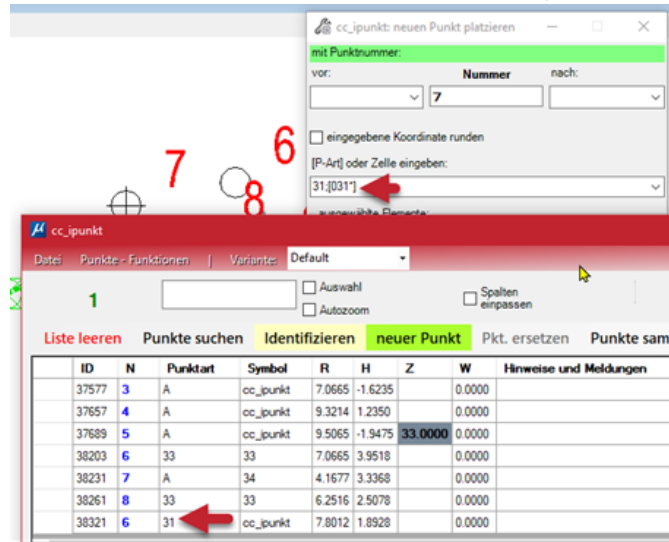 cc_ipunkt: neuen Punkt platzieren
mit Punktnummer:
vor: Nummer nach:
7
eingegebene Koordinate runden
[P-Art] oder Zelle eingeben:
31;[031*]
ausgewählte Elemente:
7 6 8
cc_ipunkt
Datei Punkte - Funktionen | Variante: Default
1 Auswahl Autozoom Spalten einpassen
Liste leeren Punkte suchen Identifizieren neuer Punkt Pkt. ersetzen Punkte sam
ID N Punktart Symbol R H Z W Hinweise und Meldungen
37577 3 A cc_ipunkt 7.0665 -1.6235 0.0000
37657 4 A cc_ipunkt 9.3214 1.2350 0.0000
37689 5 A cc_ipunkt 9.5065 -1.9475 33.0000 0.0000
38203 6 33 33 7.0665 3.9518 0.0000
38231 7 A 34 4.1677 3.3368 0.0000
38261 8 33 33 6.2516 2.5078 0.0000
38321 6 31 cc_ipunkt 7.8012 1.8928 0.0000